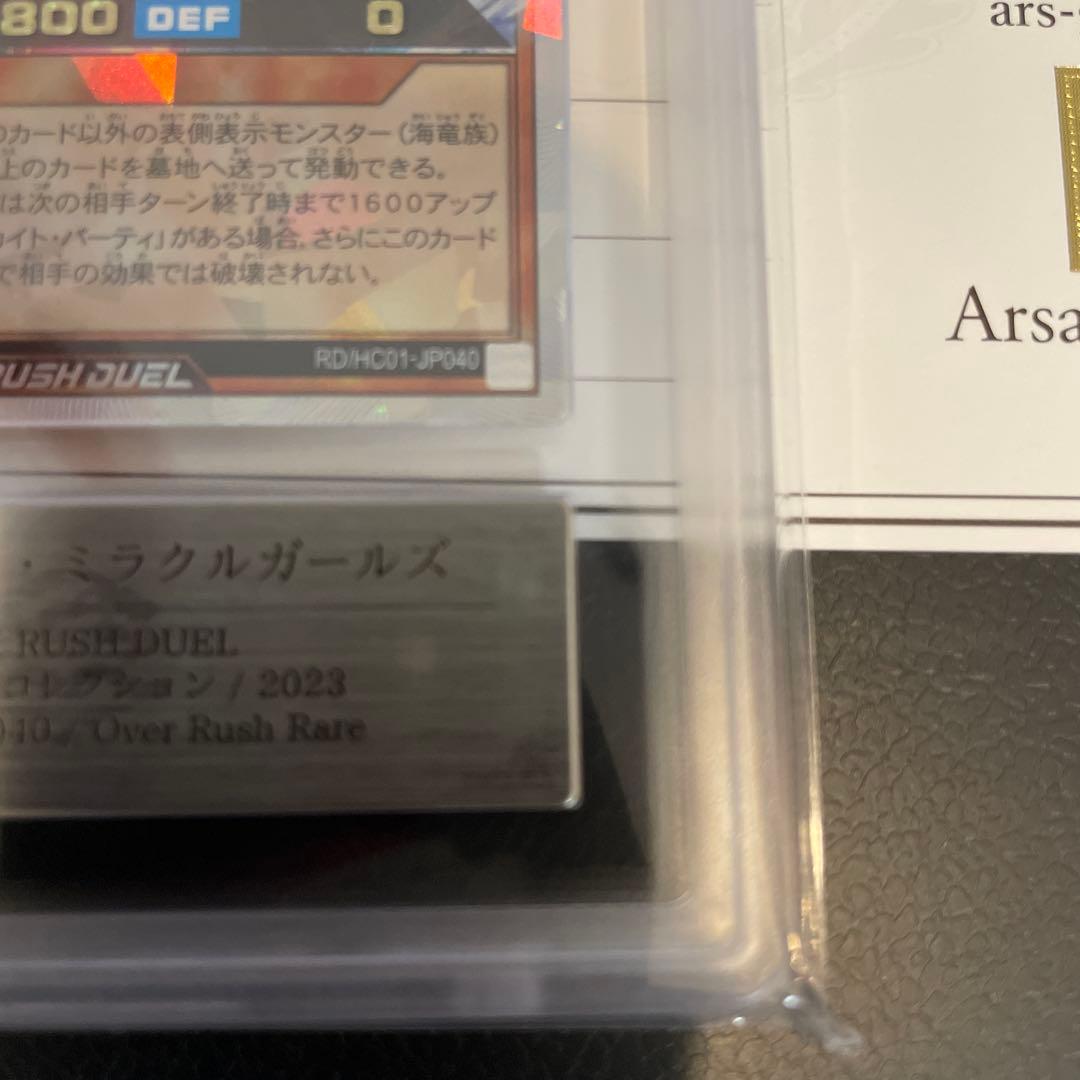 800 DEF 0
のカード以外の表側表示モンスター(海竜族)
上のカードを墓地へ送って発動できる。
は次の相手ターン終了時まで1600アップ
カイト・パーティ」がある場合、さらにこのカード
で相手の効果では破壊されない。
RUSH DUEL
RD/HC01-JP040
・ミラクルガールズ
RUSH DUEL
コレクション / 2023
040 / Over Rush Rare
ars-
Arsa